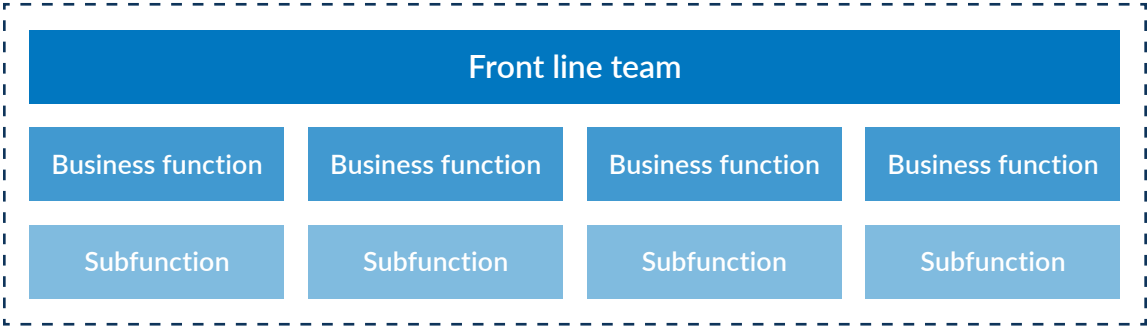 Front line team
Business function Business function Business function Business function
Subfunction Subfunction Subfunction Subfunction